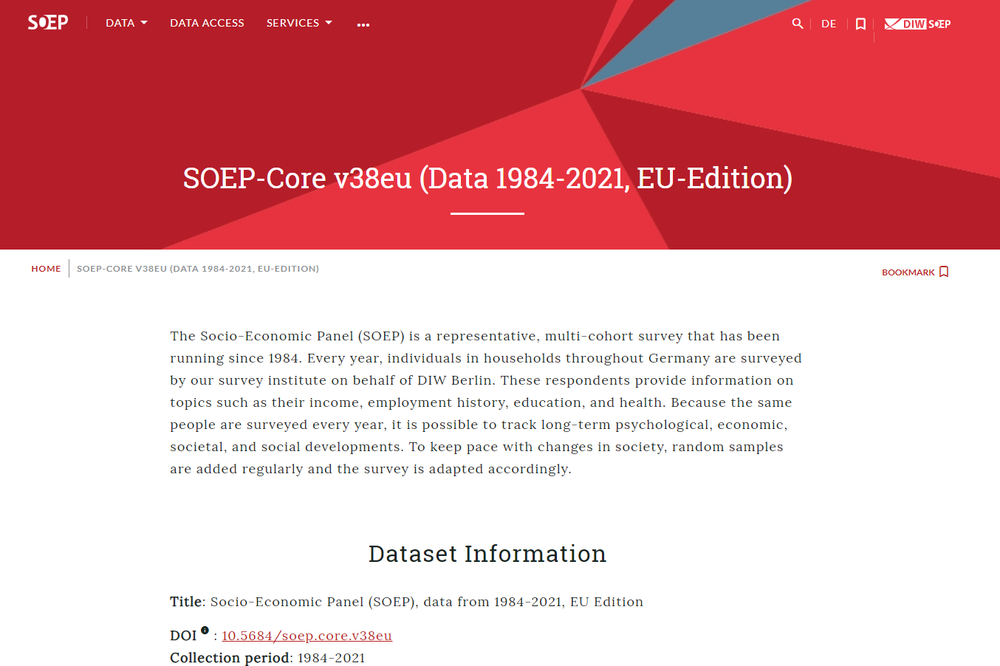 SOEP DATA DATA ACCESS SERVICES ... DE DIW SOEP
SOEP-Core v38eu (Data 1984-2021, EU-Edition)
HOME SOEP-CORE V38EU (DATA 1984-2021, EU-EDITION)
BOOKMARK
The Socio-Economic Panel (SOEP) is a representative, multi-cohort survey that has been
running since 1984. Every year, individuals in households throughout Germany are surveyed
by our survey institute on behalf of DIW Berlin. These respondents provide information on
topics such as their income, employment history, education, and health. Because the same
people are surveyed every year, it is possible to track long-term psychological, economic,
societal, and social developments. To keep pace with changes in society, random samples
are added regularly and the survey is adapted accordingly.
Dataset Information
Title: Socio-Economic Panel (SOEP), data from 1984-2021, EU Edition
DOI : 10.5684/soep.core.v38eu
Collection period: 1984-2021